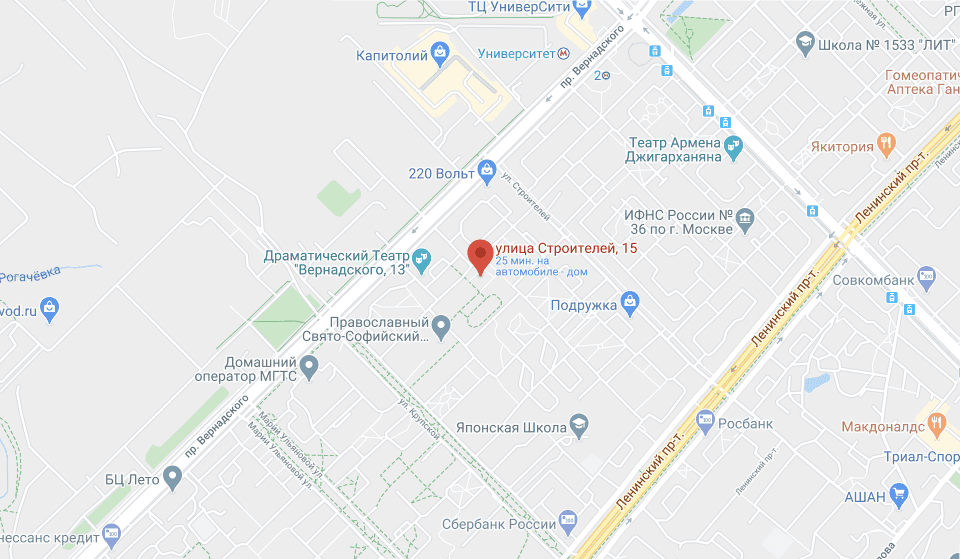 ТЦ УниверСити
южная ул.
РГ
Капитолий
Университет
пр. Вернадского
Школа № 1533 "ЛИТ"
2
Гомеопатич
Аптека Ган
Театр Армена
Джигарханяна
Якитория
Ленинский пр-т.
220 Вольт
ул. Строителей
ИФНС России №
36 по г. Москве
Драматический Театр
"Вернадского, 13"
улица Строителей, 15
25 мин. на
автомобиле - дом
Рогачёвка
vod.ru
Совкомбанк
Подружка
Ленинский пр-т.
Православный
Свято-Софийский...
Домашний
оператор МГТС
ул. Крупской
пр. Вернадского
Марии Ульяновой ул.
Марии Ульяновой ул.
Японская Школа
Росбанк
Макдоналдс
Триал-Спор
Ленинский пр-т.
Ленинский пр-т.
БЦ Лето
АШАН
Сбербанк России
нессанс кредит
лова